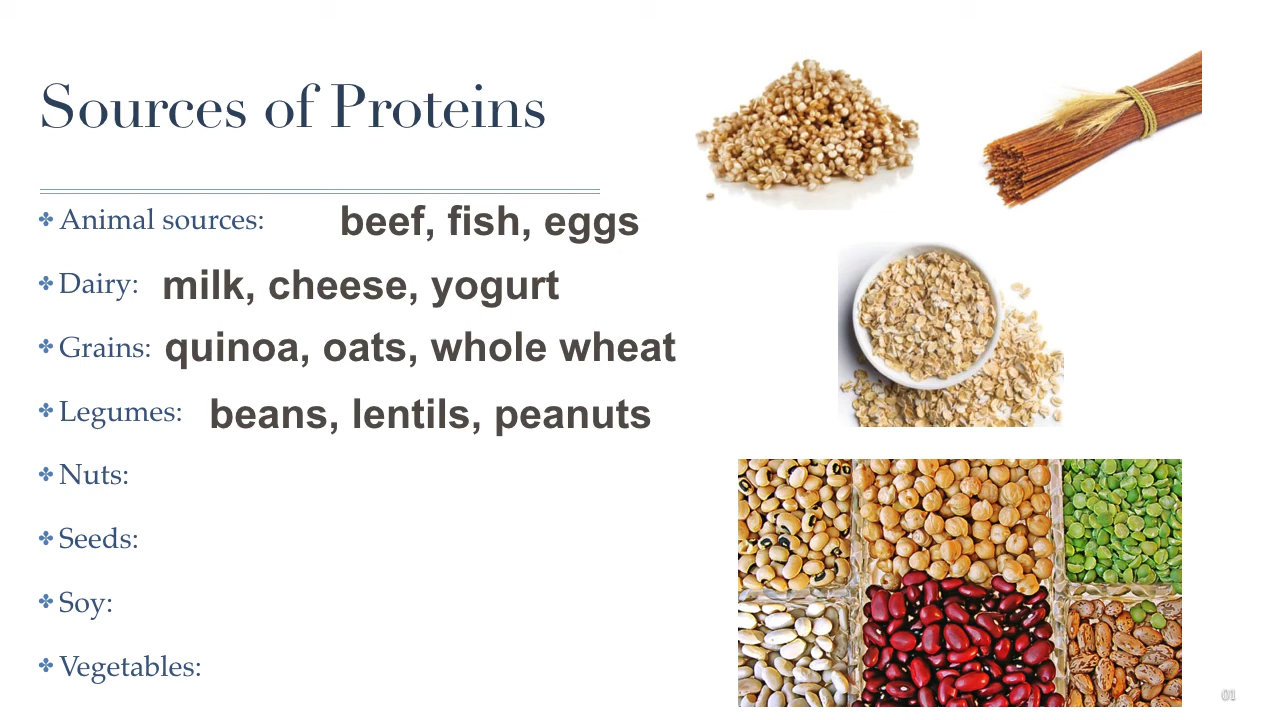 Sources of Proteins
✤ Animal sources: beef, fish, eggs
✤ Dairy: milk, cheese, yogurt
✤ Grains: quinoa, oats, whole wheat
✤ Legumes: beans, lentils, peanuts
✤ Nuts:
✤ Seeds:
✤ Soy:
✤ Vegetables:
01